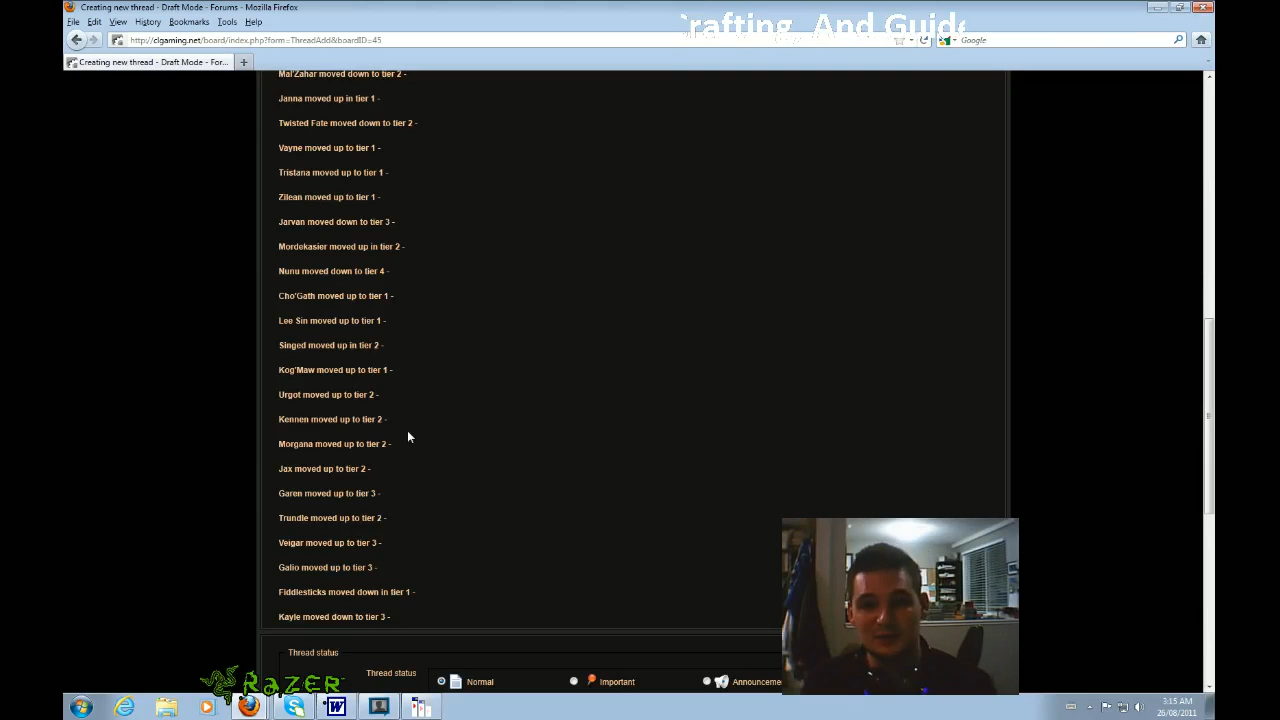 Creating new thread - Draft Mode - Forums - Mozilla Firefox
File Edit View History Bookmarks Tools Help
rafting, And Guide
http://clgaming.net/board/index.php?form=ThreadAdd&boardID=45
Google
Creating new thread - Draft Mode - For...
Mal'Zahar moved down to tier 2 -
Janna moved up in tier 1 -
Twisted Fate moved down to tier 2 -
Vayne moved up to tier 1 -
Tristana moved up to tier 1 -
Zilean moved up to tier 1 -
Jarvan moved down to tier 3 -
Mordekasier moved up in tier 2 -
Nunu moved down to tier 4 -
Cho'Gath moved up to tier 1 -
Lee Sin moved up to tier 1 -
Singed moved up in tier 2 -
Kog'Maw moved up to tier 1 -
Urgot moved up to tier 2 -
Kennen moved up to tier 2 -
Morgana moved up to tier 2 -
Jax moved up to tier 2 -
Garen moved up to tier 3 -
Trundle moved up to tier 2 -
Veigar moved up to tier 3 -
Galio moved up to tier 3 -
Fiddlesticks moved down in tier 1 -
Kayle moved down to tier 3 -
Thread status
Thread status Normal Important Announceme
RaZER
3:15 AM
26/08/2011